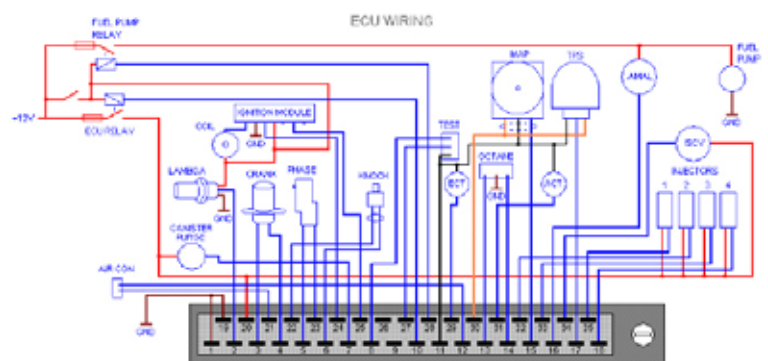 ECU WIRING
FUEL PUMP
RELAY
MAP
TPS
AMAL
FUEL
PUMP
GND
~12V
ECU RELAY
IGNITION MODULE
COIL
GND
TEST
ISCV
LAMBDA
CRANK
PHASE
KNOCK
ECT
OCTANE
GND
ACT
INJECTORS
1 2 3 4
GND
CANISTER
PURGE
AIR CON
GND
19 20 21 22 23 24 25 26 27 28 29 30 31 32 33 34 35
1 2 3 4 5 6 7 8 9 10 11 12 13 14 15 16 17 18